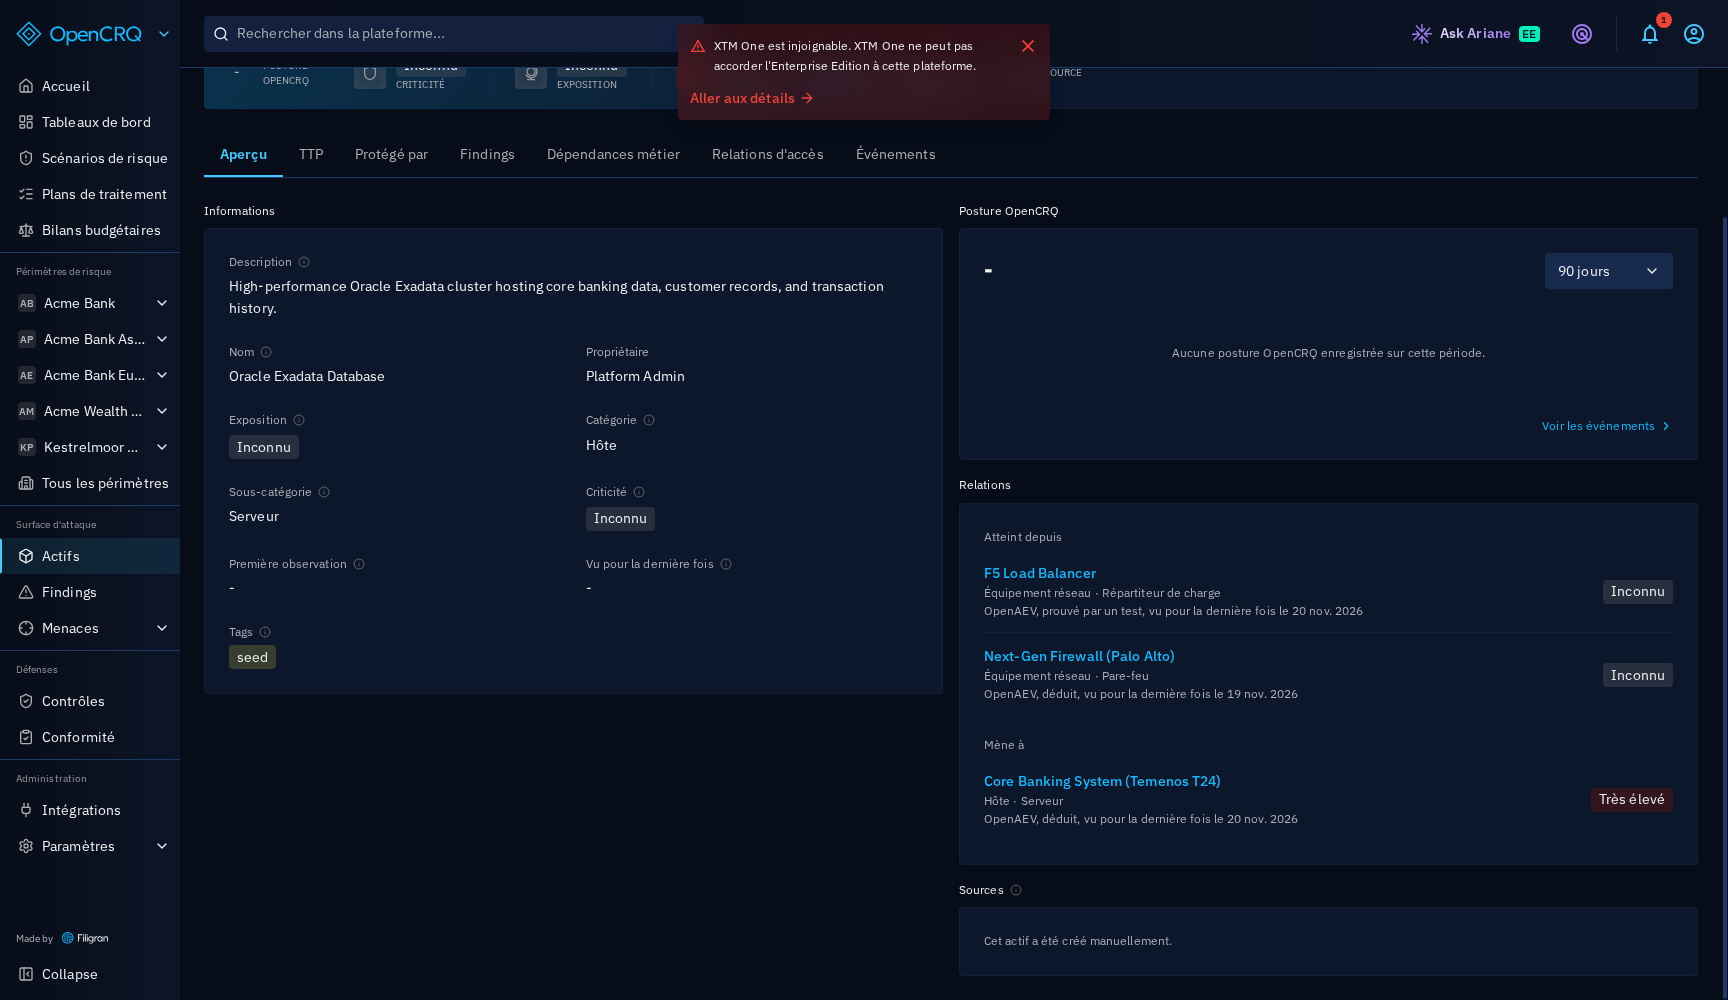 OpenCRQ
Rechercher dans la plateforme...
XTM One est injoignable. XTM One ne peut pas
accorder l'Enterprise Edition à cette plateforme.
Aller aux détails
Ask Ariane EE
1
Accueil
Tableaux de bord
Scénarios de risque
Plans de traitement
Bilans budgétaires
Périmètres de risque
AB Acme Bank
AP Acme Bank As...
AE Acme Bank Eu...
AM Acme Wealth ...
KP Kestrelmoor ...
Tous les périmètres
Surface d'attaque
Actifs
Findings
Menaces
Défenses
Contrôles
Conformité
Administration
Intégrations
Paramètres
Made by Filigran
Collapse
-
OPENCRQ
CRITICITÉ
EXPOSITION
Aperçu
TTP
Protégé par
Findings
Dépendances métier
Relations d'accès
Événements
Informations
Description
High-performance Oracle Exadata cluster hosting core banking data, customer records, and transaction
history.
Nom
Oracle Exadata Database
Propriétaire
Platform Admin
Exposition
Inconnu
Catégorie
Hôte
Sous-catégorie
Serveur
Criticité
Inconnu
Première observation
-
Vu pour la dernière fois
-
Tags
seed
Posture OpenCRQ
-
90 jours
Aucune posture OpenCRQ enregistrée sur cette période.
Voir les événements
Relations
Atteint depuis
F5 Load Balancer
Équipement réseau · Répartiteur de charge
OpenAEV, prouvé par un test, vu pour la dernière fois le 20 nov. 2026
Inconnu
Next-Gen Firewall (Palo Alto)
Équipement réseau · Pare-feu
OpenAEV, déduit, vu pour la dernière fois le 19 nov. 2026
Inconnu
Mène à
Core Banking System (Temenos T24)
Hôte · Serveur
OpenAEV, déduit, vu pour la dernière fois le 20 nov. 2026
Très élevé
Sources
Cet actif a été créé manuellement.